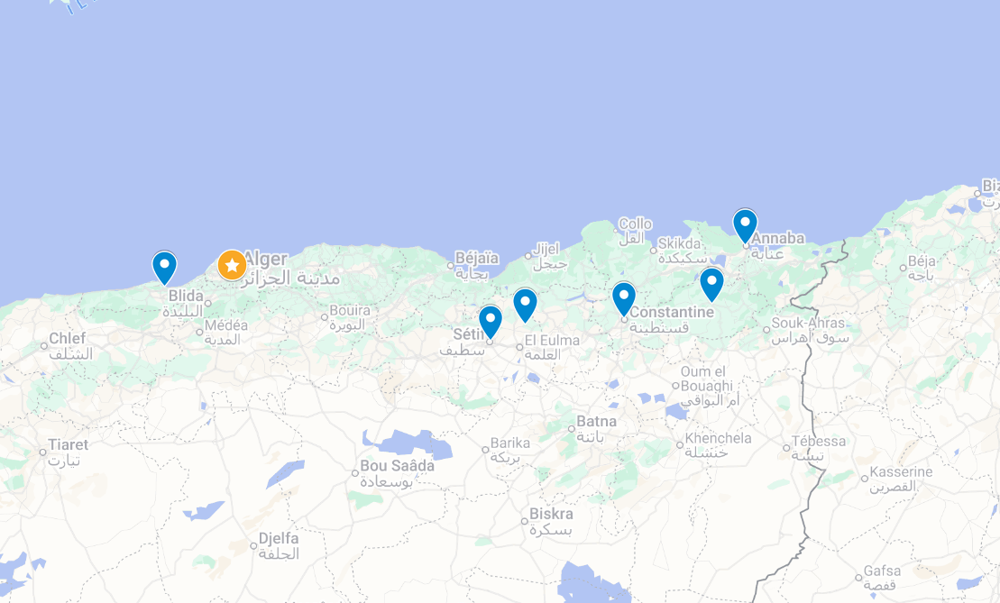 Collo
القل
Skikda
سكيكدة
Annaba
عنابة
Béjaïa
بجاية
Jijel
جيجل
Béja
باجة
Alger
مدينة الجزائر
Blida
البليدة
Médéa
المدية
Bouira
البويرة
Chlef
الشلف
Sétif
سطيف
El Eulma
العلمة
Constantine
قسنطينة
Souk-Ahras
سوق أهراس
Oum el
Bouaghi
أم البواقي
Batna
باتنة
Khenchela
خنشلة
Tébessa
تبسة
Tiaret
تيارت
Barika
بريكة
Bou Saâda
بوسعادة
Kasserine
القصرين
Biskra
بسكرة
Djelfa
الجلفة
Gafsa
قفصة